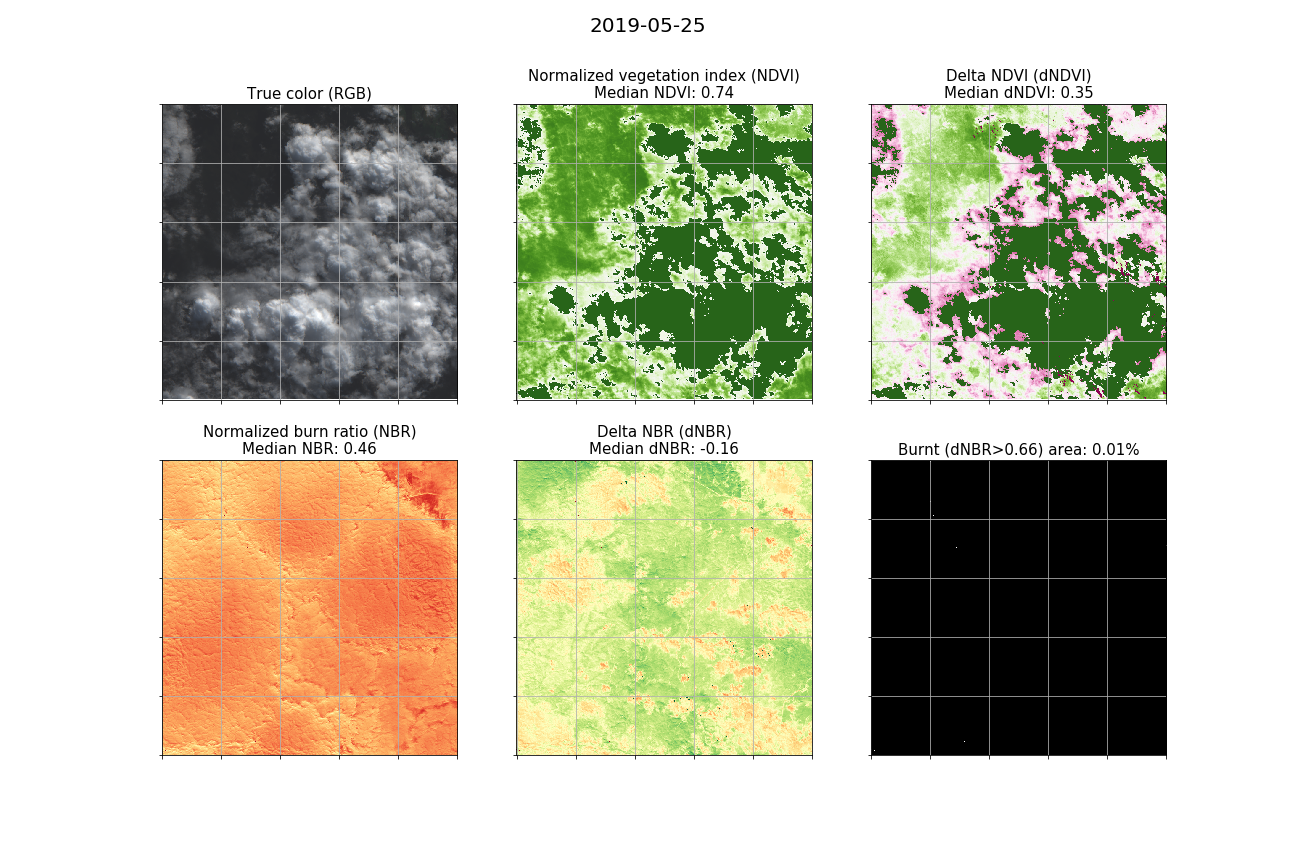 2019-05-25
True color (RGB)
Normalized vegetation index (NDVI)
Median NDVI: 0.74
Delta NDVI (dNDVI)
Median dNDVI: 0.35
Normalized burn ratio (NBR)
Median NBR: 0.46
Delta NBR (dNBR)
Median dNBR: -0.16
Burnt (dNBR>0.66) area: 0.01%